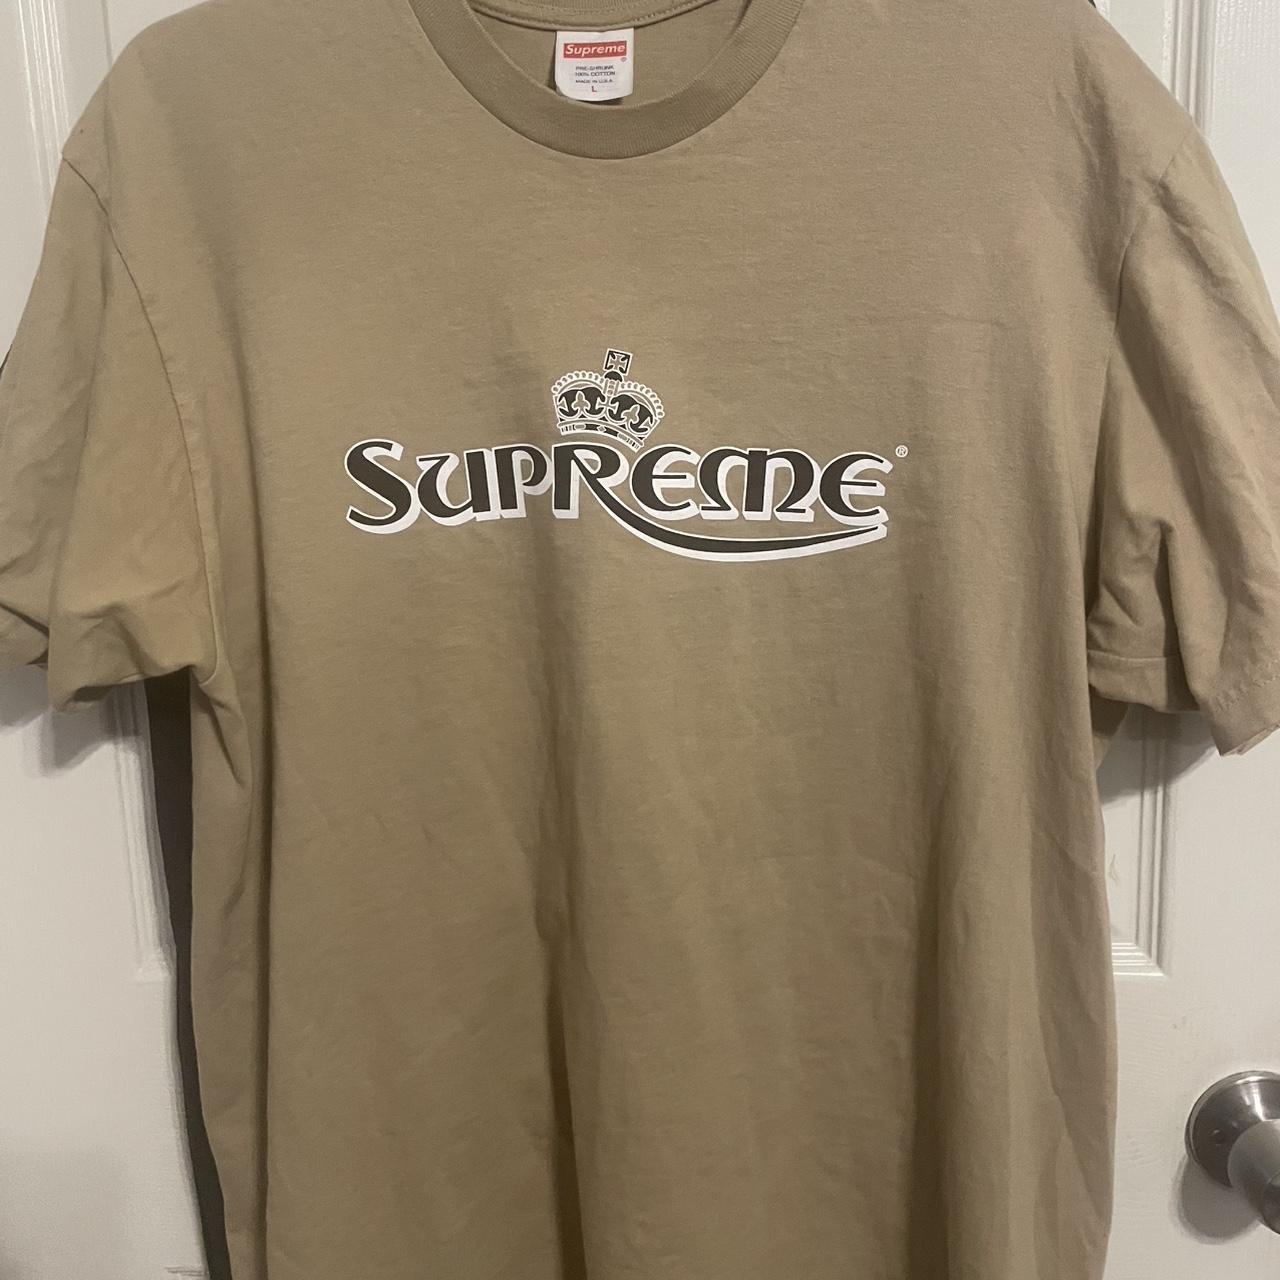 Supreme
®
PRE-SHRUNK
100% COTTON
MADE IN U.S.A.
L
SUPREME®